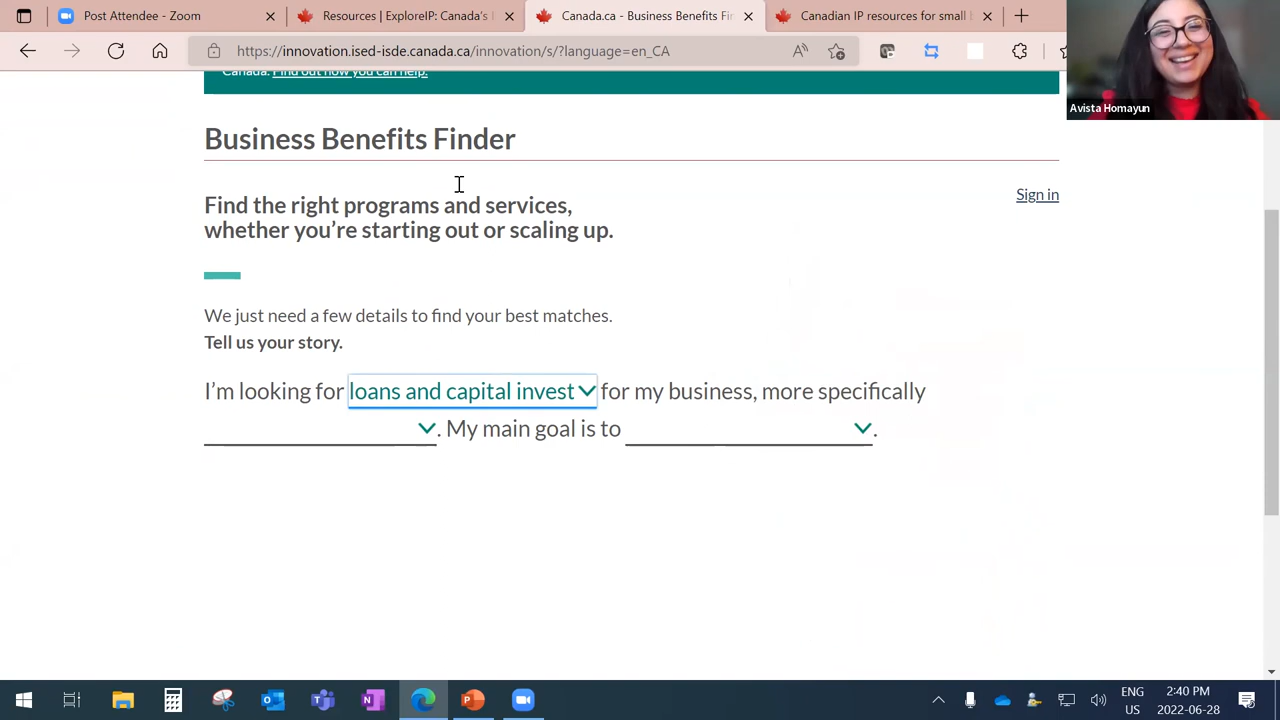 Post Attendee - Zoom
Resources | ExploreIP: Canada's i
Canada.ca - Business Benefits Fin
Canadian IP resources for small b
https://innovation.ised-isde.canada.ca/innovation/s/?language=en_CA
Avista Homayun
Canada. Find out how you can help.
Business Benefits Finder
Sign in
Find the right programs and services,
whether you're starting out or scaling up.
We just need a few details to find your best matches.
Tell us your story.
I'm looking for loans and capital invest for my business, more specifically
. My main goal is to .
ENG 2:40 PM
US 2022-06-28